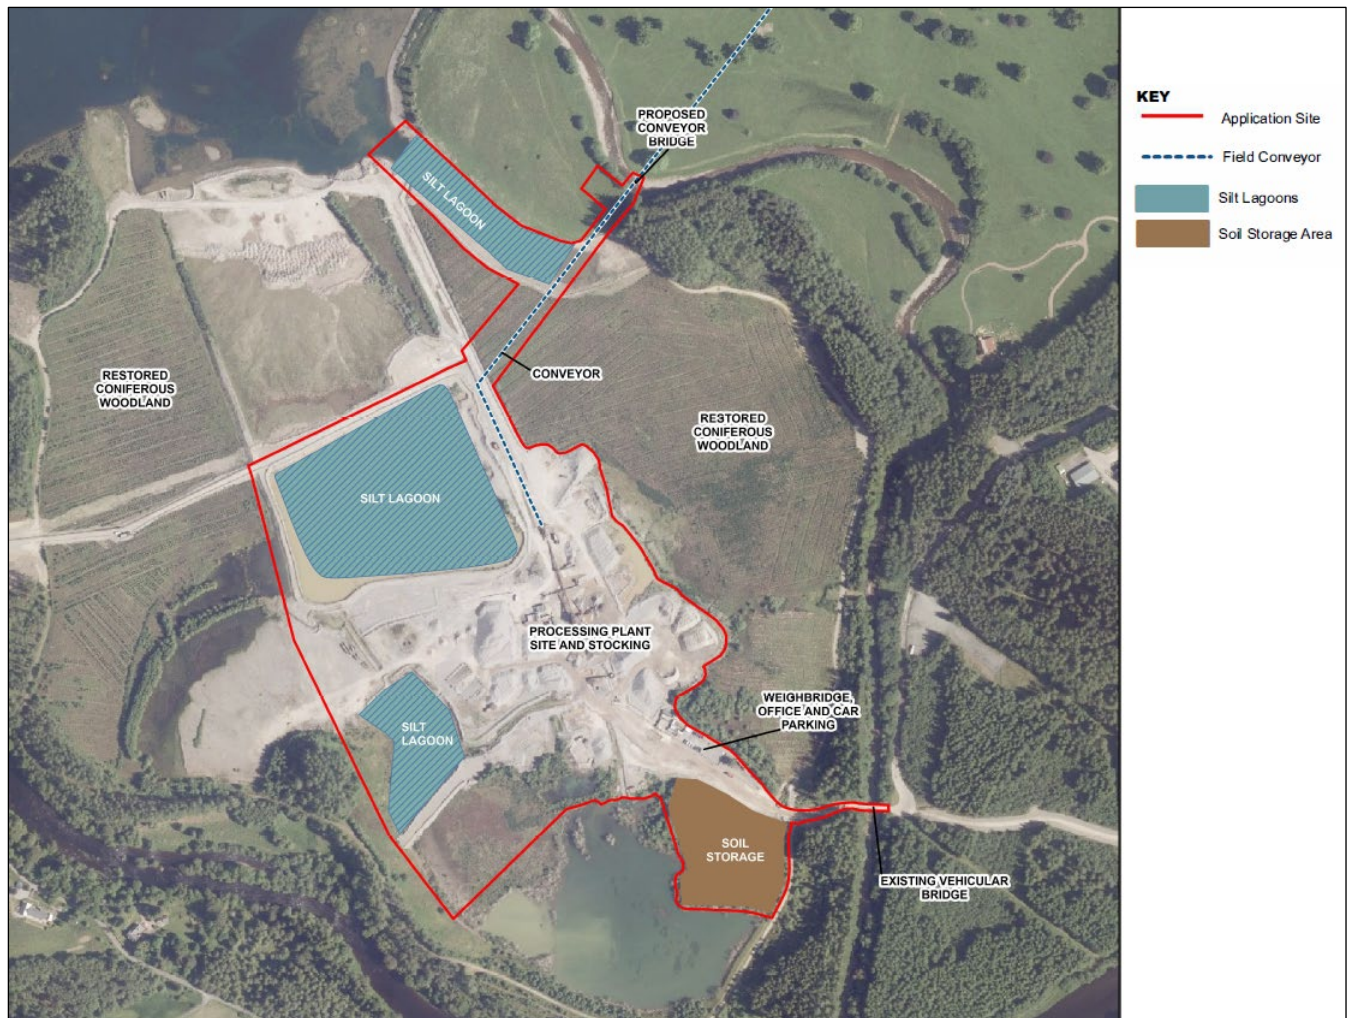 PROPOSED
CONVEYOR
BRIDGE
SILT LAGOON
CONVEYOR
RESTORED
CONIFEROUS
WOODLAND
RESTORED
CONIFEROUS
WOODLAND
SILT LAGOON
PROCESSING PLANT
SITE AND STOCKING
WEIGHBRIDGE,
OFFICE AND CAR
PARKING
SILT
LAGOON
SOIL
STORAGE
EXISTING VEHICULAR
BRIDGE
KEY
Application Site
Field Conveyor
Silt Lagoons
Soil Storage Area